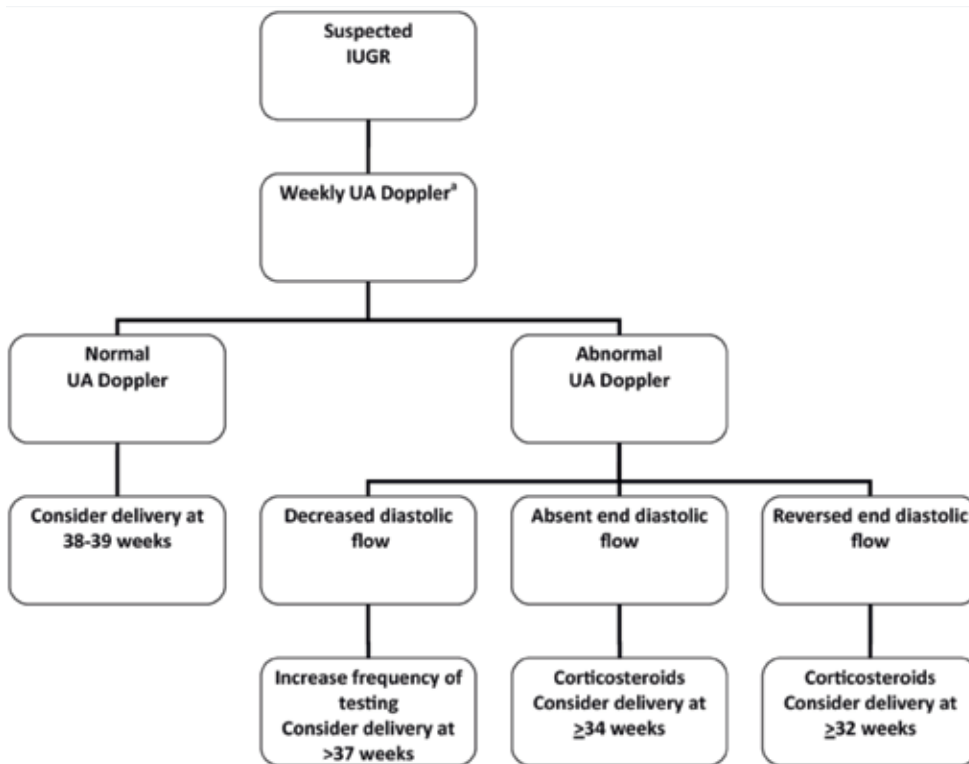 Suspected
IUGR
Weekly UA Dopplerᵃ
Normal
UA Doppler
Abnormal
UA Doppler
Consider delivery at
38-39 weeks
Decreased diastolic
flow
Absent end diastolic
flow
Reversed end diastolic
flow
Increase frequency of
testing
Consider delivery at
>37 weeks
Corticosteroids
Consider delivery at
≥34 weeks
Corticosteroids
Consider delivery at
≥32 weeks